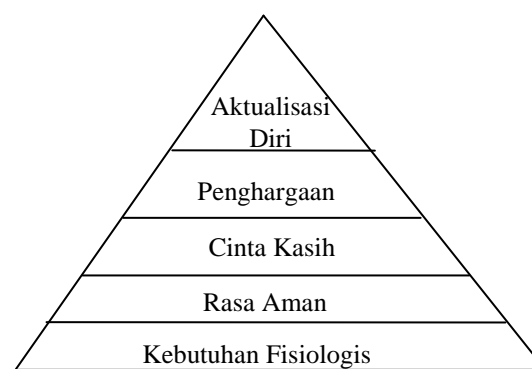 Aktualisasi
Diri
Penghargaan
Cinta Kasih
Rasa Aman
Kebutuhan Fisiologis